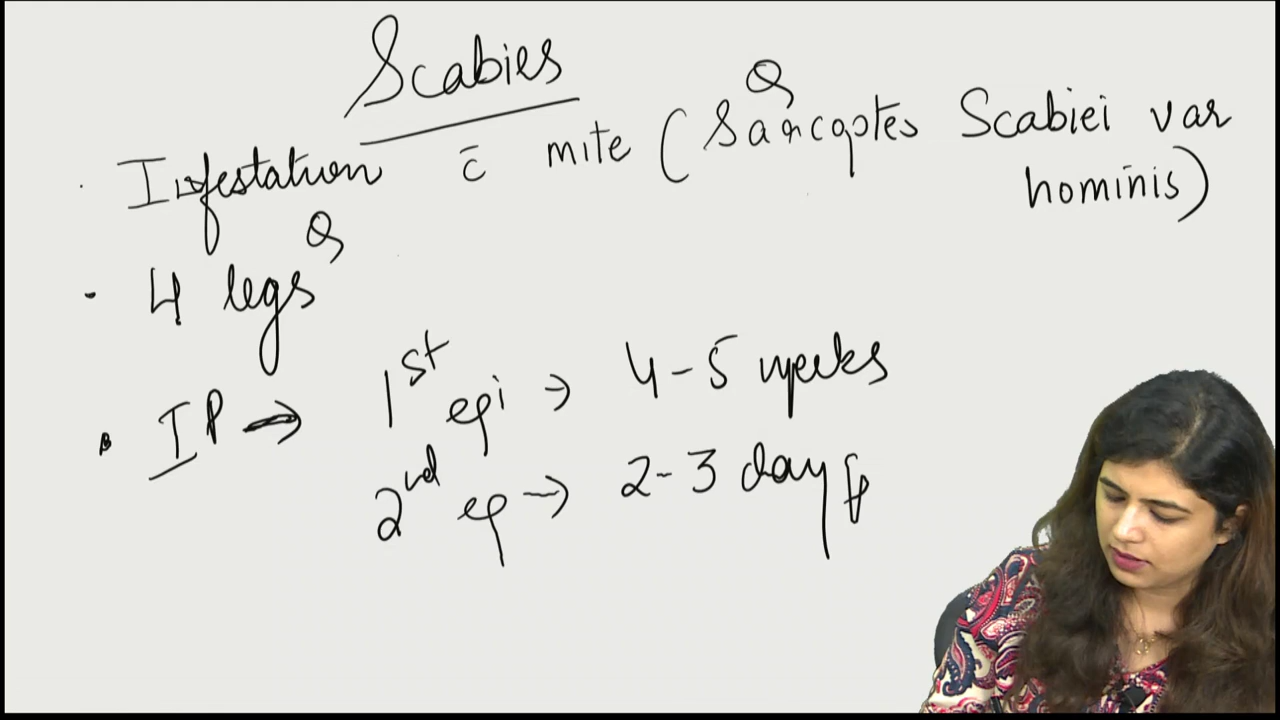 Scabies
Q
Infestation c̄ mite (Sarcoptes Scabiei var
hominis)
Q
· 4 legs
· IP → 1st epi → 4-5 weeks
2nd ep → 2-3 days